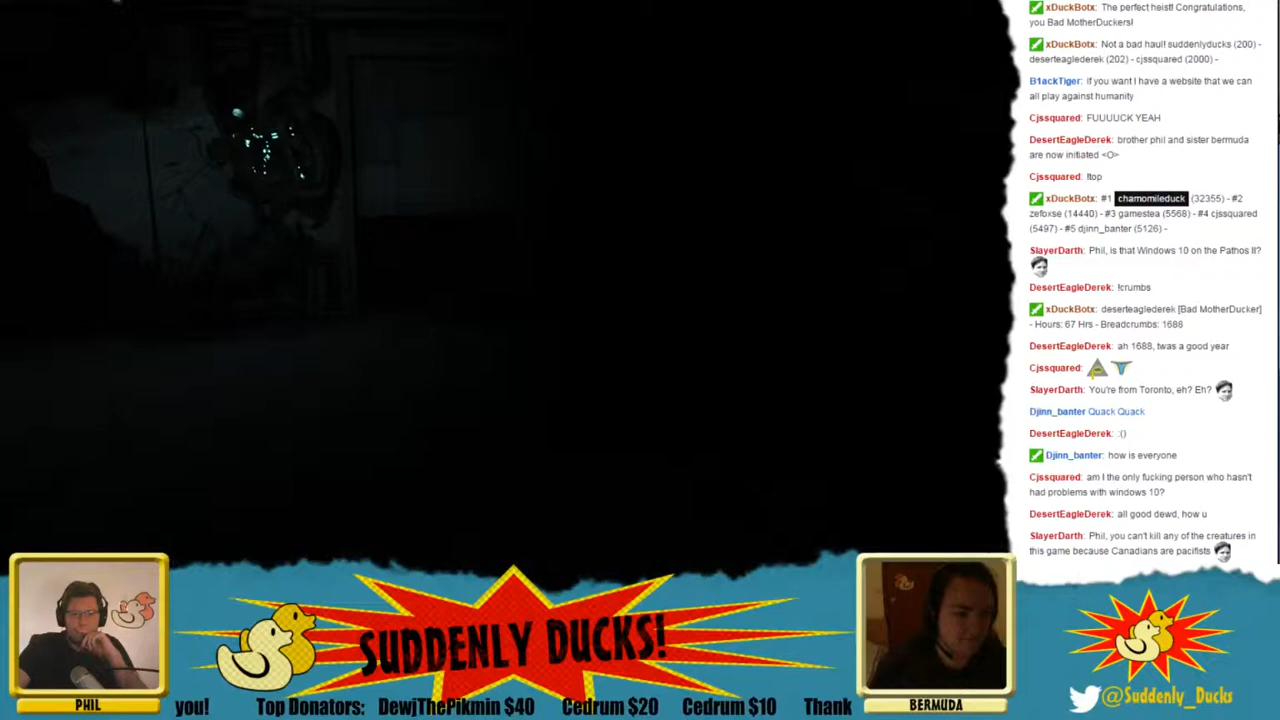 xDuckBotx: The perfect heist! Congratulations,
you Bad MotherDuckers!
xDuckBotx: Not a bad haul! suddenlyducks (200) -
deserteaglederek (202) - cjssquared (2000) -
B1ackTiger: if you want I have a website that we can
all play against humanity
Cjssquared: FUUUUCK YEAH
DesertEagleDerek: brother phil and sister bermuda
are now initiated <O>
Cjssquared: !top
xDuckBotx: #1 chamomileduck (32355) - #2
zefoxse (14440) - #3 gamestea (5568) - #4 cjssquared
(5497) - #5 djinn_banter (5126) -
SlayerDarth: Phil, is that Windows 10 on the Pathos II?
DesertEagleDerek: !crumbs
xDuckBotx: deserteaglederek [Bad MotherDucker]
- Hours: 67 Hrs - Breadcrumbs: 1688
DesertEagleDerek: ah 1688, twas a good year
Cjssquared:
SlayerDarth: You're from Toronto, eh? Eh?
Djinn_banter Quack Quack
DesertEagleDerek: :()
Djinn_banter: how is everyone
Cjssquared: am I the only fucking person who hasn't
had problems with windows 10?
DesertEagleDerek: all good dewd, how u
SlayerDarth: Phil, you can't kill any of the creatures in
this game because Canadians are pacifists
SUDDENLY DUCKS!
PHIL
you! Top Donators: DewjThePikmin $40 Cedrum $20 Cedrum $10 Thank
BERMUDA
@Suddenly_Ducks